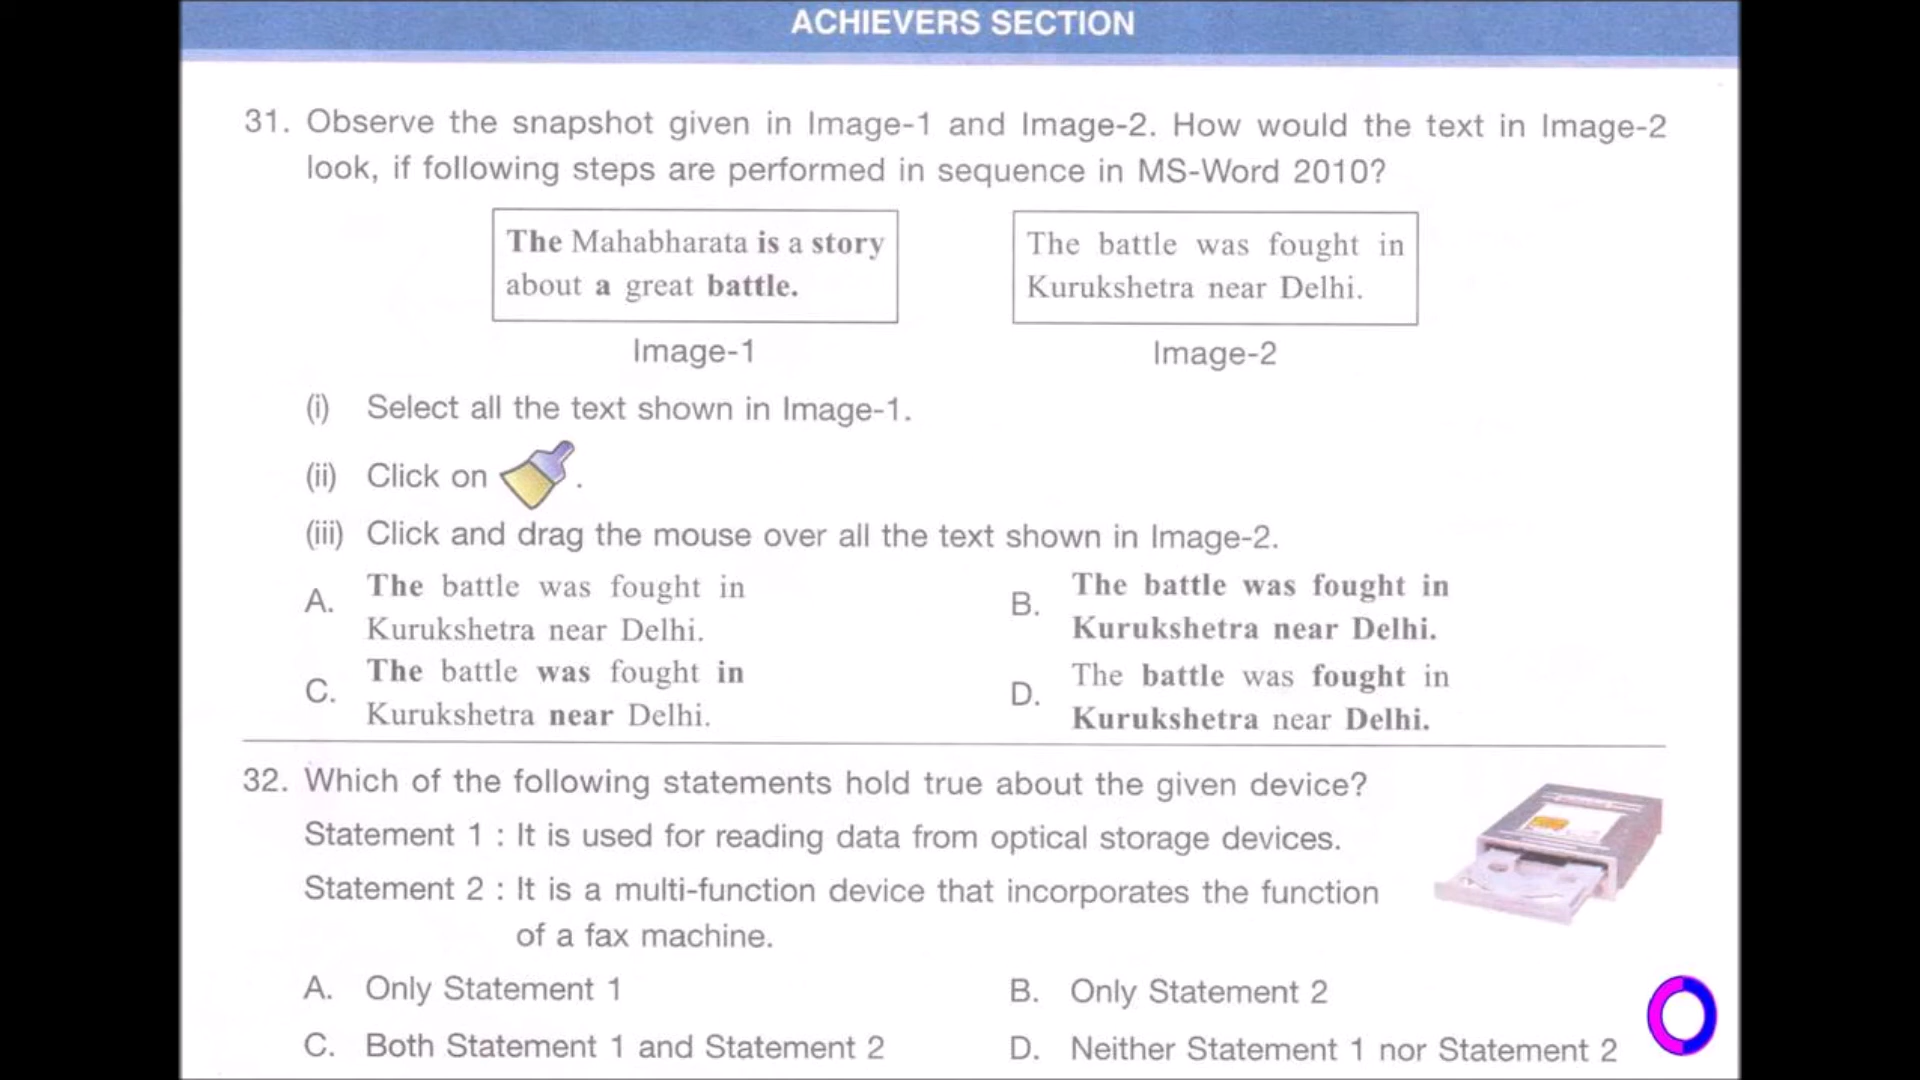 ACHIEVERS SECTION
31. Observe the snapshot given in Image-1 and Image-2. How would the text in Image-2
look, if following steps are performed in sequence in MS-Word 2010?
The Mahabharata is a story
about a great battle.
Image-1
The battle was fought in
Kurukshetra near Delhi.
Image-2
(i) Select all the text shown in Image-1.
(ii) Click on .
(iii) Click and drag the mouse over all the text shown in Image-2.
A. The battle was fought in
Kurukshetra near Delhi.
B. The battle was fought in
Kurukshetra near Delhi.
C. The battle was fought in
Kurukshetra near Delhi.
D. The battle was fought in
Kurukshetra near Delhi.
32. Which of the following statements hold true about the given device?
Statement 1 : It is used for reading data from optical storage devices.
Statement 2 : It is a multi-function device that incorporates the function
of a fax machine.
A. Only Statement 1
B. Only Statement 2
C. Both Statement 1 and Statement 2
D. Neither Statement 1 nor Statement 2